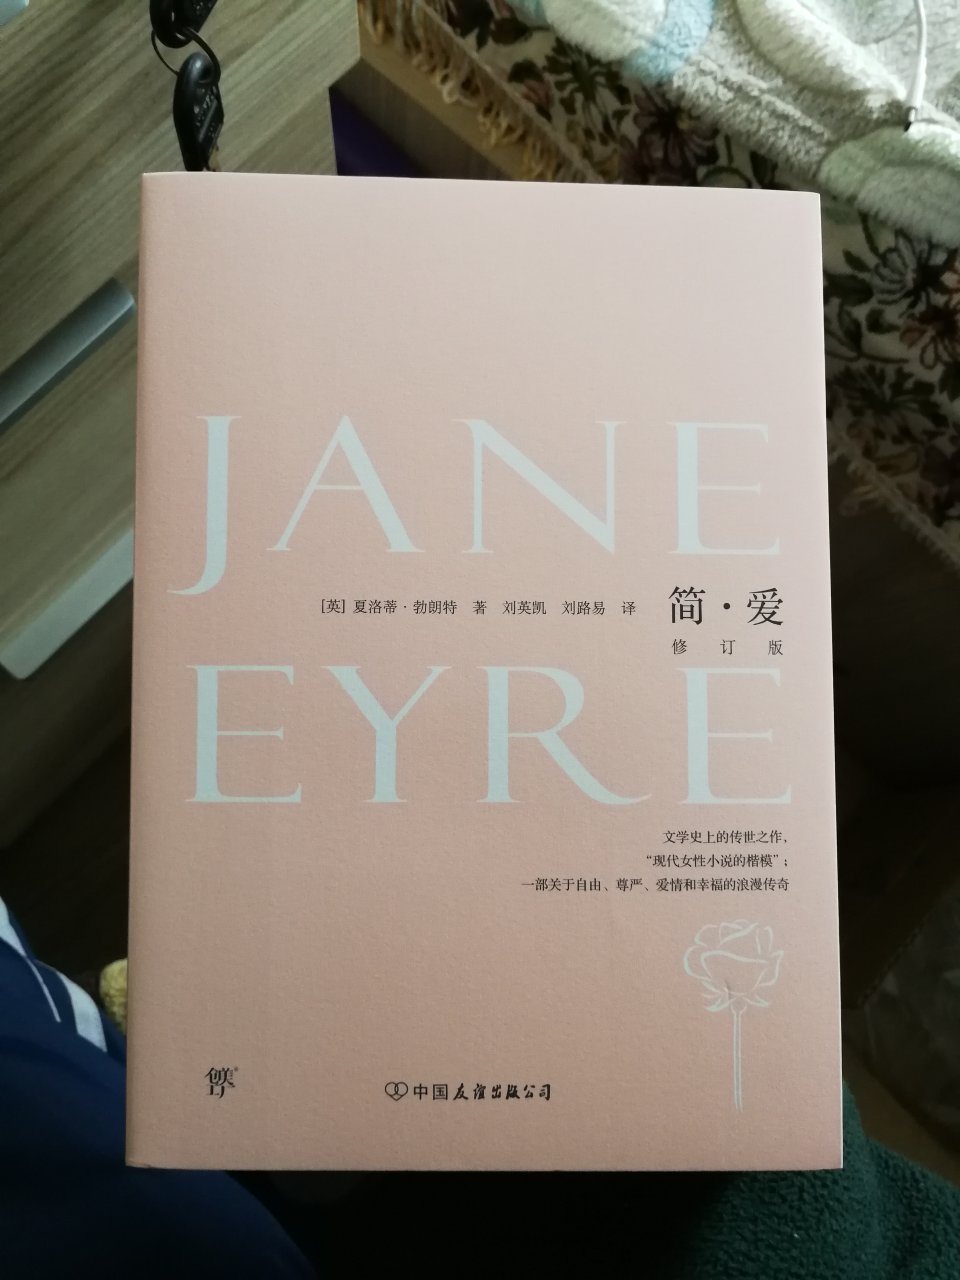 JANE
[英] 夏洛蒂·勃朗特 著 刘英凯 刘路易 译 简·爱
修订版
EYRE
文学史上的传世之作,
“现代女性小说的楷模”;
一部关于自由、尊严、爱情和幸福的浪漫传奇
中国友谊出版公司